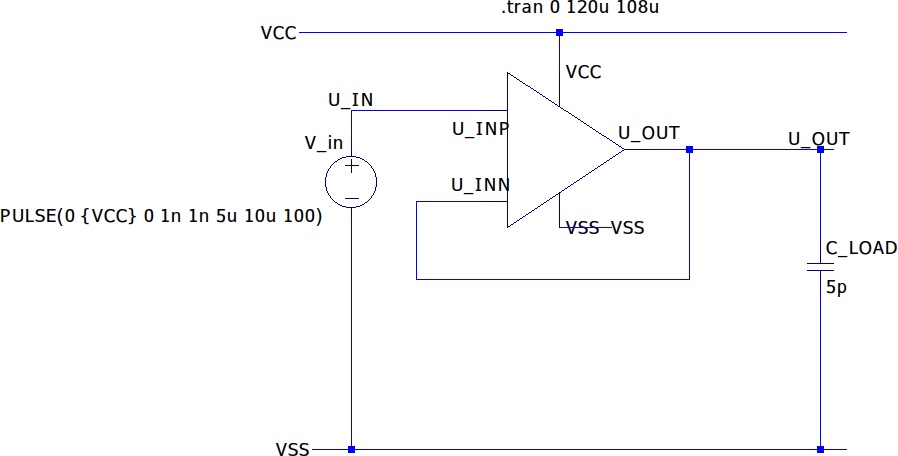 .tran 0 120u 108u
VCC
VCC
U_IN
U_INP
U_OUT
U_OUT
V_in
U_INN
PULSE(0 {VCC} 0 1n 1n 5u 10u 100)
VSS VSS
C_LOAD
5p
VSS